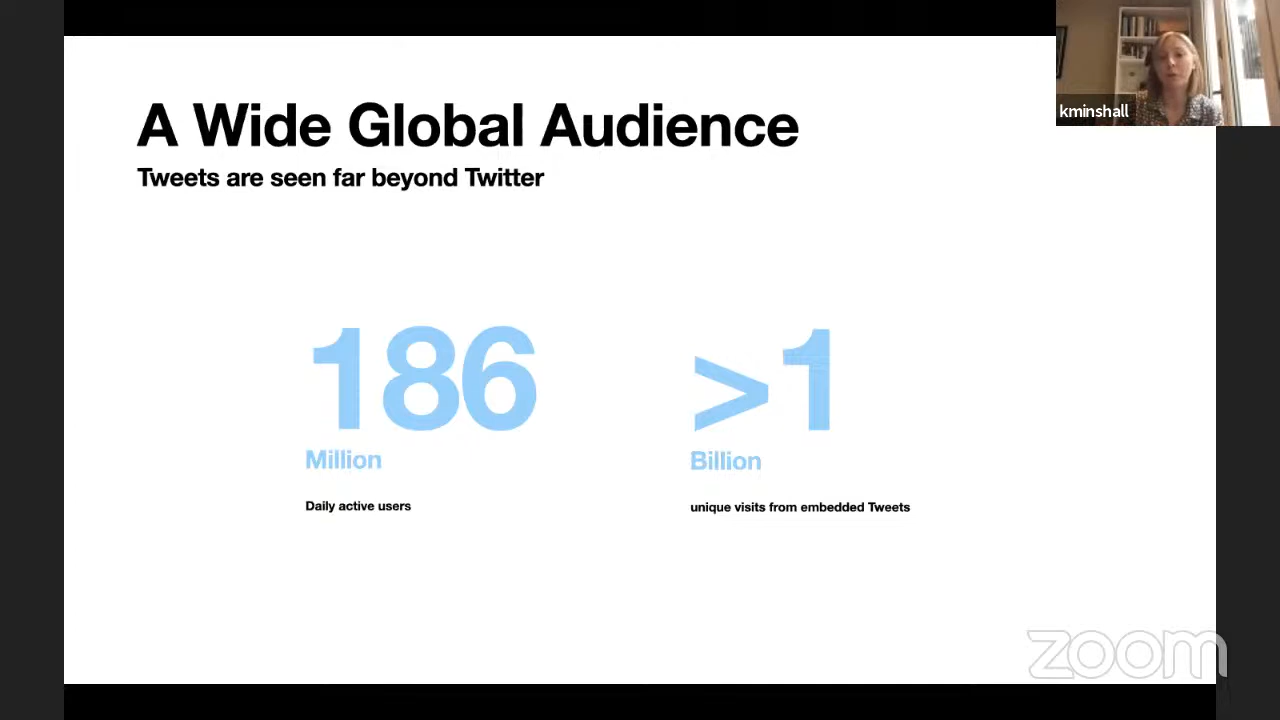 A Wide Global Audience
Tweets are seen far beyond Twitter
186
Million
Daily active users
>1
Billion
unique visits from embedded Tweets
kminshall
zoom